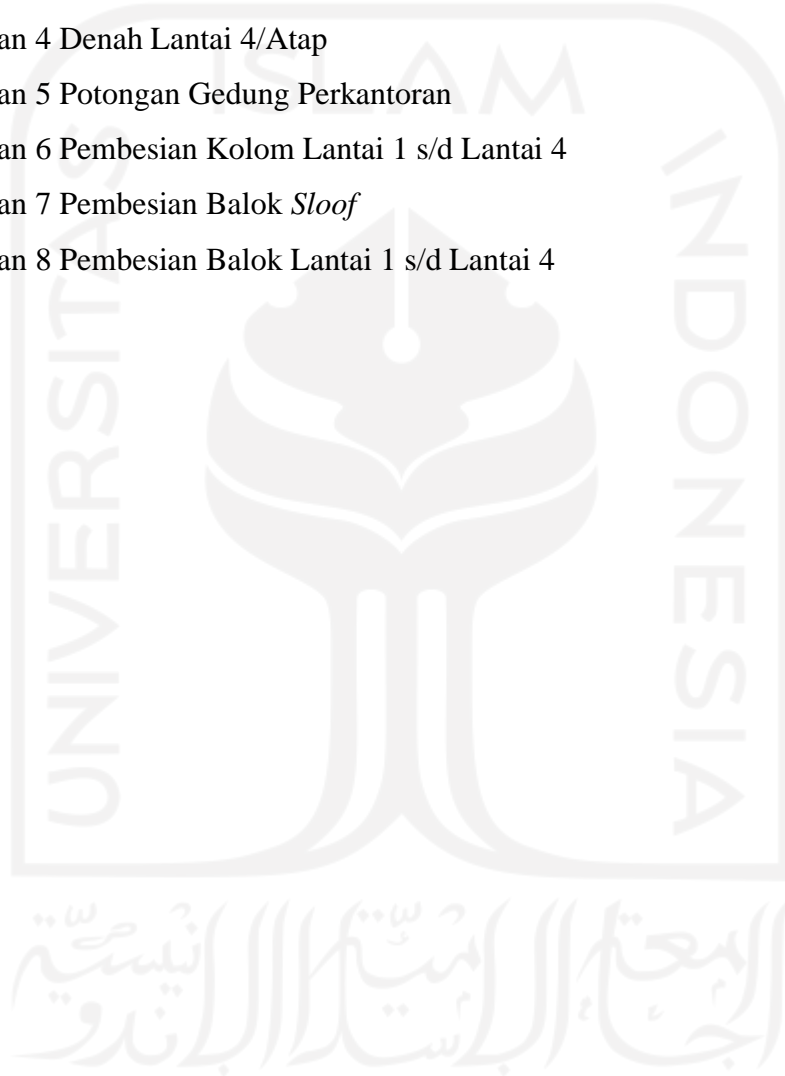 an 4 Denah Lantai 4/Atap
an 5 Potongan Gedung Perkantoran
an 6 Pembesian Kolom Lantai 1 s/d Lantai 4
an 7 Pembesian Balok Sloof
an 8 Pembesian Balok Lantai 1 s/d Lantai 4
ISLAM
UNIVERSITAS
INDONESIA